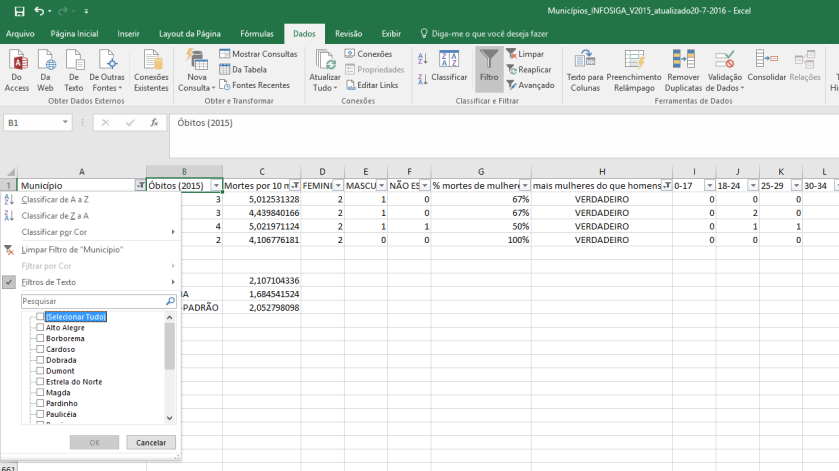 Municípios_INFOSIGA_V2015_atualizado20-7-2016 - Excel
Arquivo Página Inicial Inserir Layout da Página Fórmulas Dados Revisão Exibir Diga-me o que você deseja fazer
Do Access
Da Web
De Texto
De Outras Fontes
Conexões Existentes
Obter Dados Externos
Nova Consulta
Mostrar Consultas
Da Tabela
Fontes Recentes
Obter e Transformar
Atualizar Tudo
Conexões
Propriedades
Editar Links
Conexões
Classificar
Filtro
Limpar
Reaplicar
Avançado
Classificar e Filtrar
Texto para Colunas
Preenchimento Relâmpago
Remover Duplicatas
Validação de Dados
Consolidar
Relações
Ferramentas de Dados
B1 fx Óbitos (2015)
A B C D E F G H I J K L
1 Município Óbitos (2015) Mortes por 10 m FEMINI MASCU NÃO ES % mortes de mulher mais mulheres do que homens 0-17 18-24 25-29 30-34
3 5,012531328 2 1 0 67% VERDADEIRO 0 0 0
3 4,439840166 2 1 0 67% VERDADEIRO 0 2 0
4 5,021971124 2 1 1 50% VERDADEIRO 0 1 1
2 4,106776181 2 0 0 100% VERDADEIRO 0 0 0
2,107104336
IA 1,684541524
-PADRÃO 2,052798098
Classificar de A a Z
Classificar de Z a A
Classificar por Cor
Limpar Filtro de "Município"
Filtrar por Cor
Filtros de Texto
Pesquisar
(Selecionar Tudo)
Alto Alegre
Borborema
Cardoso
Dobrada
Dumont
Estrela do Norte
Magda
Pardinho
Paulicéia
OK Cancelar
661